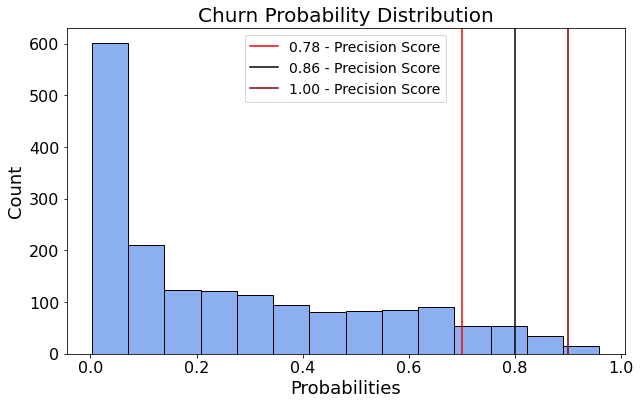 Churn Probability Distribution
0.78 - Precision Score
0.86 - Precision Score
1.00 - Precision Score
600
500
400
300
200
100
0
Count
0.0 0.2 0.4 0.6 0.8 1.0
Probabilities